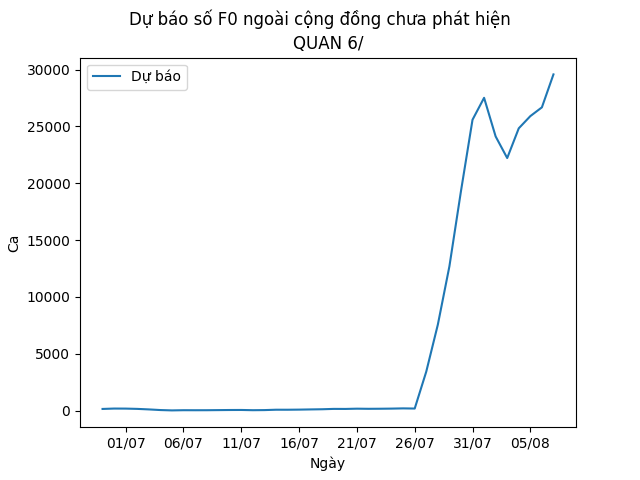 Dự báo số F0 ngoài cộng đồng chưa phát hiện
QUAN 6/
Dự báo
Ca
30000
25000
20000
15000
10000
5000
0
01/07 06/07 11/07 16/07 21/07 26/07 31/07 05/08
Ngày